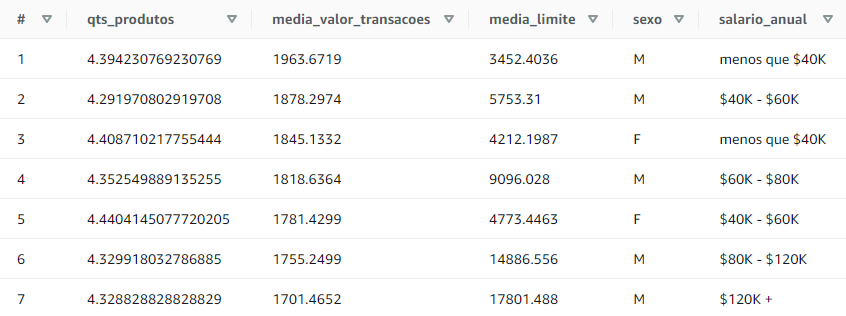 # qts_produtos media_valor_transacoes media_limite sexo salario_anual
1 4.394230769230769 1963.6719 3452.4036 M menos que $40K
2 4.291970802919708 1878.2974 5753.31 M $40K - $60K
3 4.408710217755444 1845.1332 4212.1987 F menos que $40K
4 4.352549889135255 1818.6364 9096.028 M $60K - $80K
5 4.4404145077720205 1781.4299 4773.4463 F $40K - $60K
6 4.329918032786885 1755.2499 14886.556 M $80K - $120K
7 4.328828828828829 1701.4652 17801.488 M $120K +